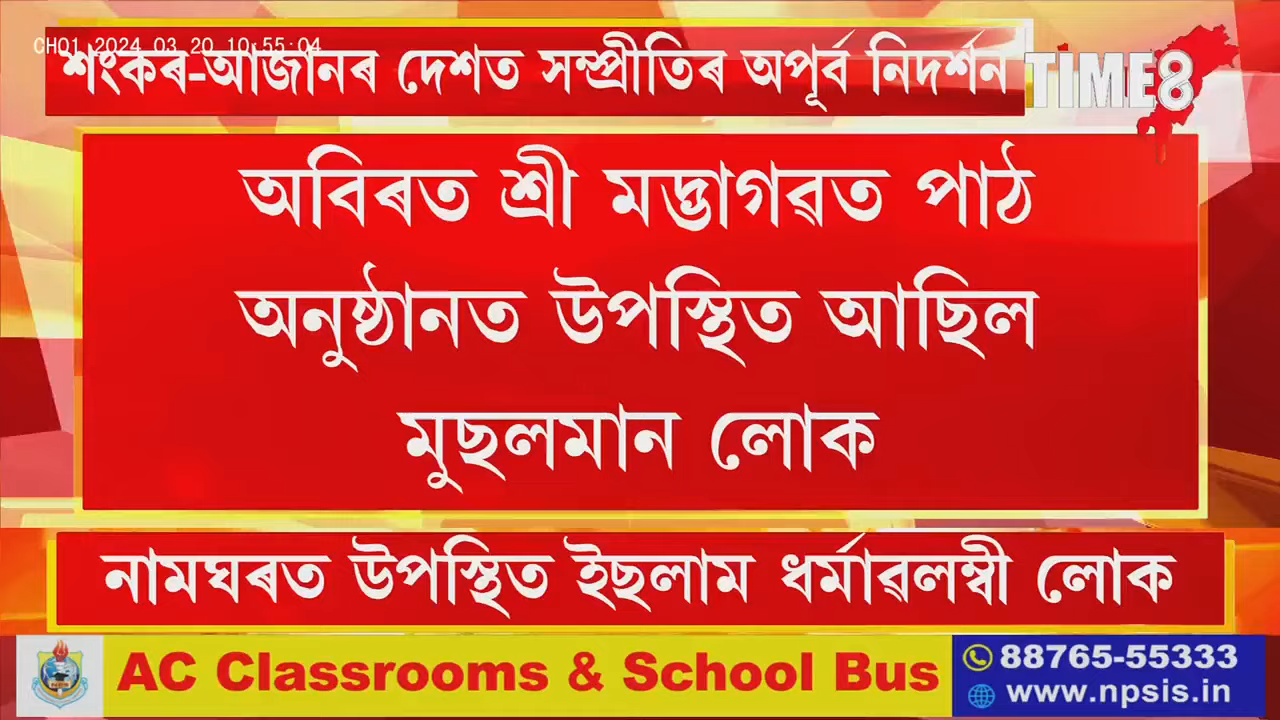 CH01 2024 03 20 10:55:04
শংকৰ-আজানৰ দেশত সম্প্ৰীতিৰ অপূৰ্ব নিদৰ্শন
TIME8
অবিৰত শ্ৰী মদ্ভাগৱত পাঠ
অনুষ্ঠানত উপস্থিত আছিল
মুছলমান লোক
নামঘৰত উপস্থিত ইছলাম ধৰ্মাৱলম্বী লোক
AC Classrooms & School Bus
88765-55333
www.npsis.in